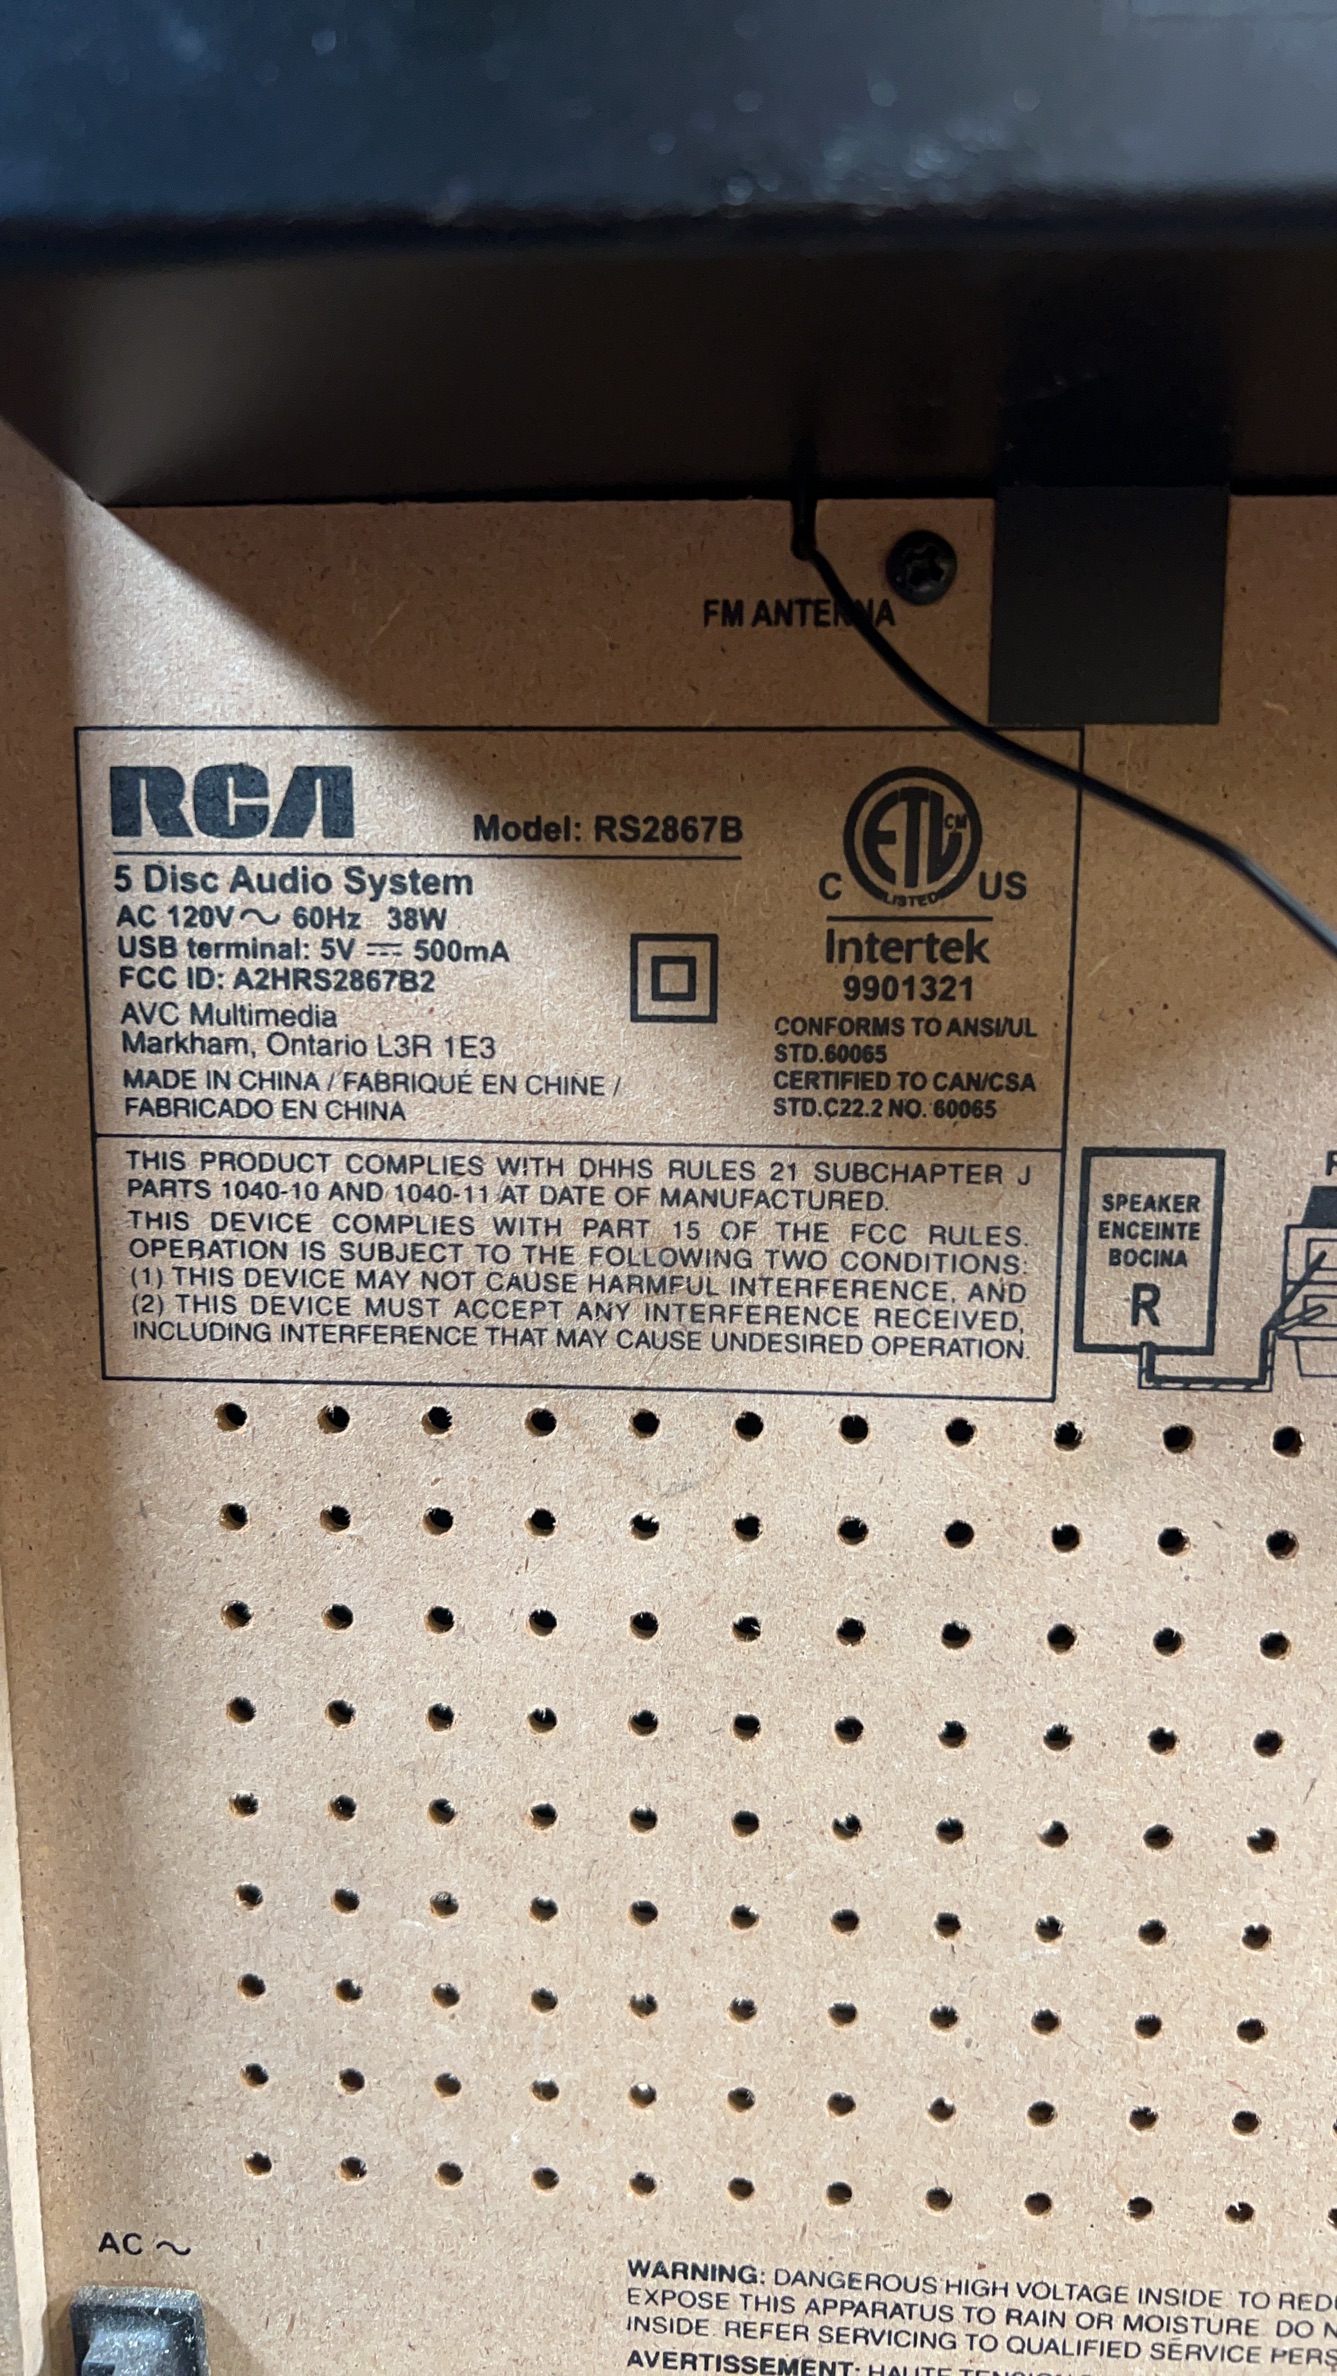 FM ANTENNA
RCA
Model: RS2867B
5 Disc Audio System
AC 120V～ 60Hz 38W
USB terminal: 5V ⎓ 500mA
FCC ID: A2HRS2867B2
AVC Multimedia
Markham, Ontario L3R 1E3
MADE IN CHINA / FABRIQUÉ EN CHINE /
FABRICADO EN CHINA
ETL CM
LISTED
C US
Intertek
9901321
CONFORMS TO ANSI/UL
STD.60065
CERTIFIED TO CAN/CSA
STD.C22.2 NO. 60065
THIS PRODUCT COMPLIES WITH DHHS RULES 21 SUBCHAPTER J
PARTS 1040-10 AND 1040-11 AT DATE OF MANUFACTURED.
THIS DEVICE COMPLIES WITH PART 15 OF THE FCC RULES.
OPERATION IS SUBJECT TO THE FOLLOWING TWO CONDITIONS:
(1) THIS DEVICE MAY NOT CAUSE HARMFUL INTERFERENCE, AND
(2) THIS DEVICE MUST ACCEPT ANY INTERFERENCE RECEIVED,
INCLUDING INTERFERENCE THAT MAY CAUSE UNDESIRED OPERATION.
SPEAKER
ENCEINTE
BOCINA
R
AC ～
WARNING: DANGEROUS HIGH VOLTAGE INSIDE. TO
EXPOSE THIS APPARATUS TO RAIN OR MOISTURE. DO
INSIDE. REFER SERVICING TO QUALIFIED SERVICE
AVERTISSEMENT: HAUTE